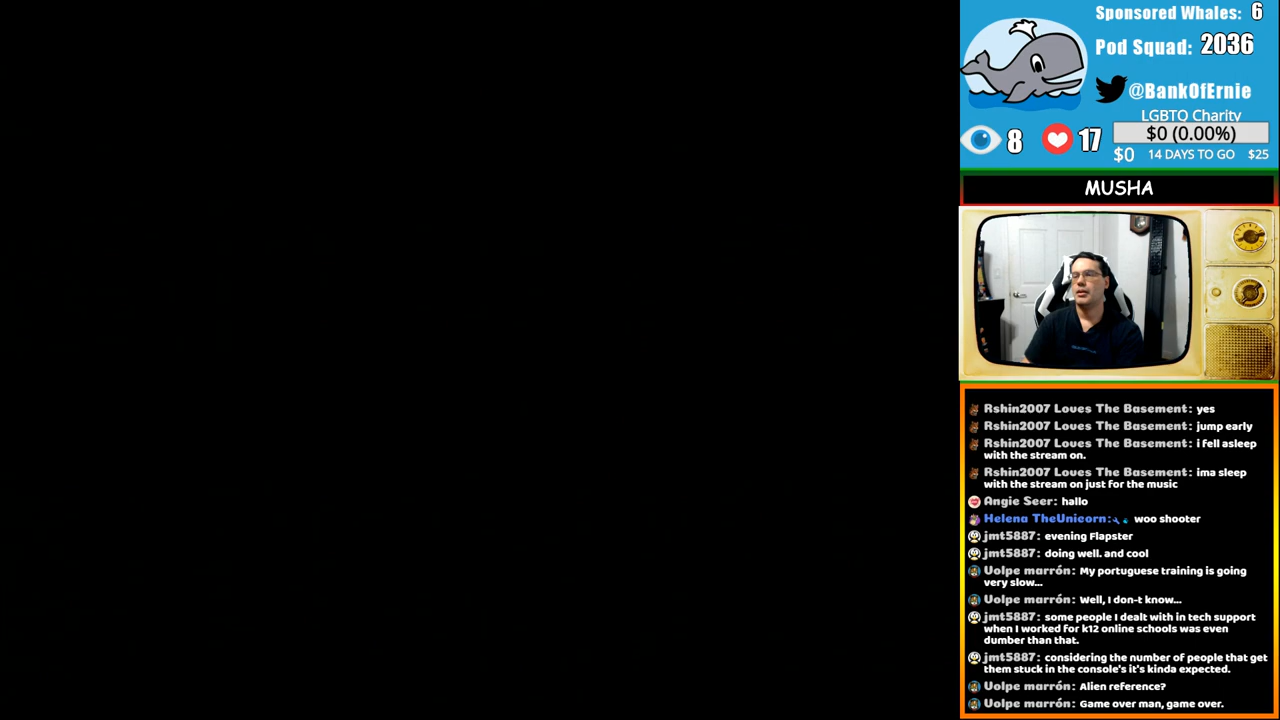 Sponsored Whales: 6
Pod Squad: 2036
@BankOfErnie
LGBTQ Charity
8 17 $0 (0.00%)
$0 14 DAYS TO GO $25
MUSHA
Rshin2007 Loves The Basement: yes
Rshin2007 Loves The Basement: jump early
Rshin2007 Loves The Basement: i fell asleep
with the stream on.
Rshin2007 Loves The Basement: ima sleep
with the stream on just for the music
Angie Seer: hallo
Helena TheUnicorn: woo shooter
jmt5887: evening Flapster
jmt5887: doing well. and cool
Uolpe marrón: My portuguese training is going
very slow...
Uolpe marrón: Well, I don-t know...
jmt5887: some people I dealt with in tech support
when I worked for k12 online schools was even
dumber than that.
jmt5887: considering the number of people that get
them stuck in the console's it's kinda expected.
Uolpe marrón: Alien reference?
Uolpe marrón: Game over man, game over.